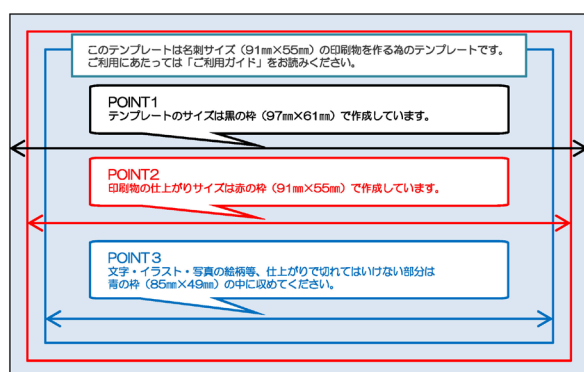 このテンプレートは名刺サイズ（91㎜×55㎜）の印刷物を作る為のテンプレートです。
ご利用にあたっては「ご利用ガイド」をお読みください。
POINT1
テンプレートのサイズは黒の枠（97㎜×61㎜）で作成しています。
POINT2
印刷物の仕上がりサイズは赤の枠（91㎜×55㎜）で作成しています。
POINT3
文字・イラスト・写真の絵柄等、仕上がりで切れてはいけない部分は
青の枠（85㎜×49㎜）の中に収めてください。